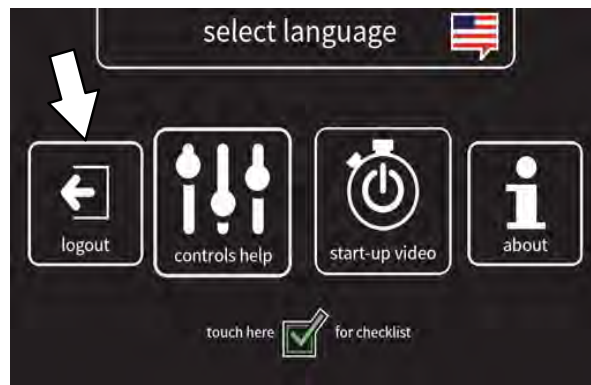 select language
logout
controls help
start-up video
about
touch here for checklist